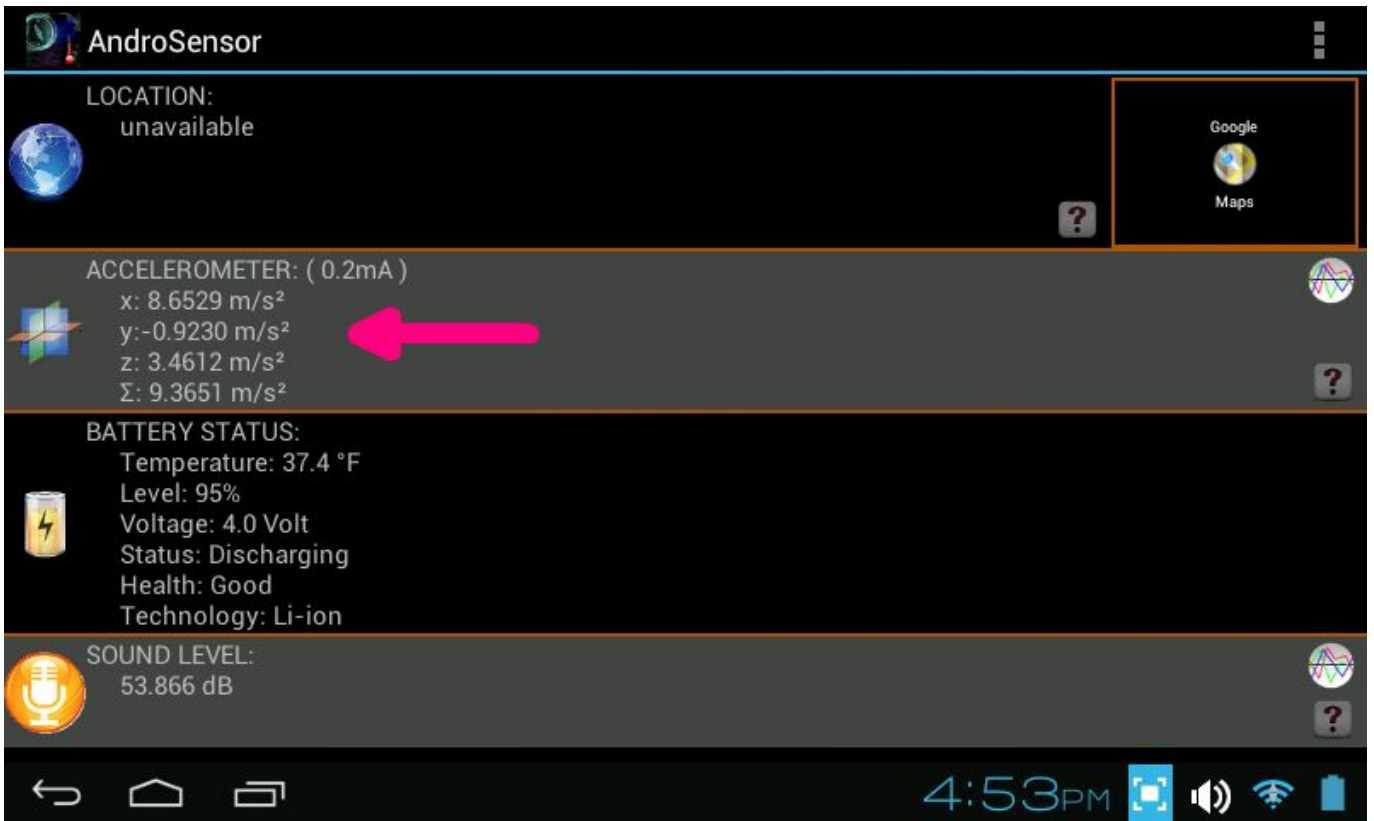 AndroSensor
LOCATION:
unavailable
Google
Maps
?
ACCELEROMETER: ( 0.2mA )
x: 8.6529 m/s²
y:-0.9230 m/s²
z: 3.4612 m/s²
Σ: 9.3651 m/s²
?
BATTERY STATUS:
Temperature: 37.4 °F
Level: 95%
Voltage: 4.0 Volt
Status: Discharging
Health: Good
Technology: Li-ion
SOUND LEVEL:
53.866 dB
?
4:53PM